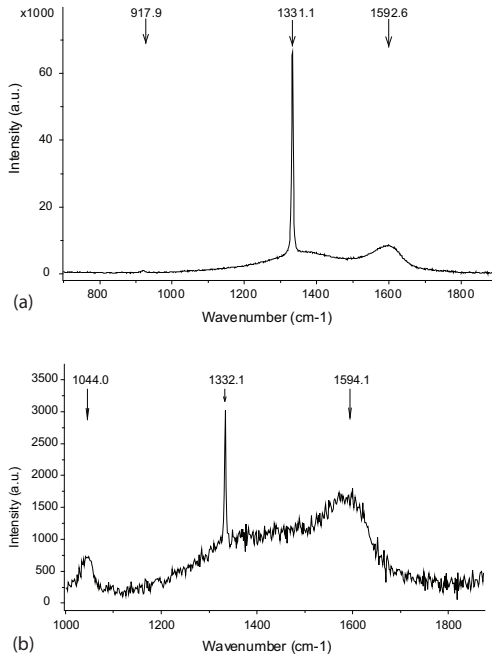 x1000
917.9 1331.1 1592.6
60
40
20
0
Intensity (a.u.)
800 1000 1200 1400 1600 1800
Wavenumber (cm-1)
(a)
1044.0 1332.1 1594.1
3500
3000
2500
2000
1500
1000
500
0
Intensity (a.u.)
1000 1200 1400 1600 1800
Wavenumber (cm-1)
(b)